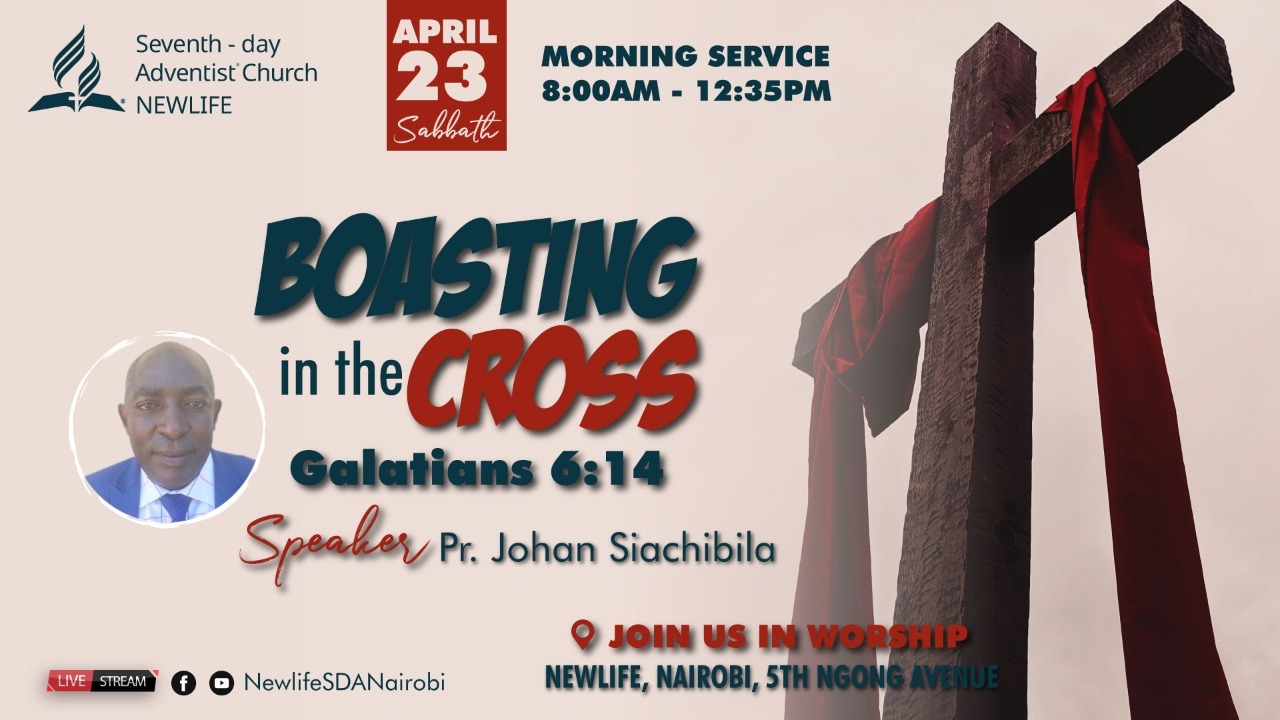 Seventh - day
Adventist® Church
NEWLIFE
APRIL
23
Sabbath
MORNING SERVICE
8:00AM - 12:35PM
BOASTING
in the CROSS
Galatians 6:14
Speaker Pr. Johan Siachibila
JOIN US IN WORSHIP
NEWLIFE, NAIROBI, 5TH NGONG AVENUE
LIVE STREAM NewlifeSDANairobi